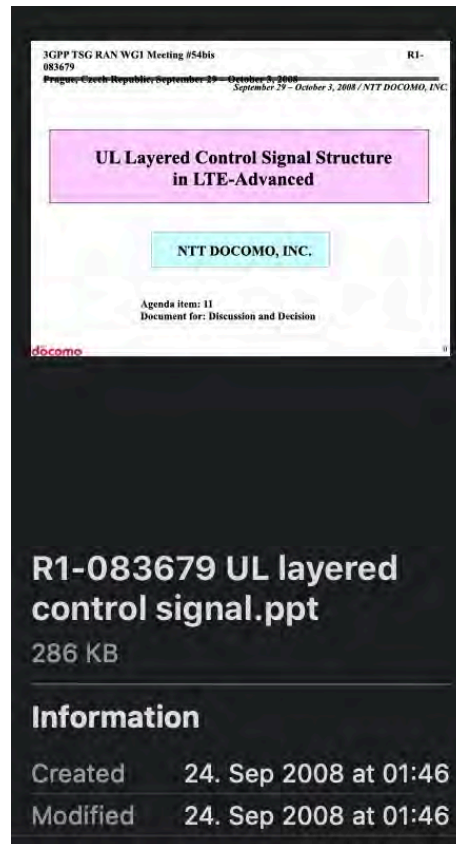 3GPP TSG RAN WG1 Meeting #54bis R1-
083679
Prague, Czech Republic, September 29 – October 3, 2008
September 29 – October 3, 2008 / NTT DOCOMO, INC.
UL Layered Control Signal Structure
in LTE-Advanced
NTT DOCOMO, INC.
Agenda item: 11
Document for: Discussion and Decision
döcomo
0
R1-083679 UL layered
control signal.ppt
286 KB
Information
Created 24. Sep 2008 at 01:46
Modified 24. Sep 2008 at 01:46